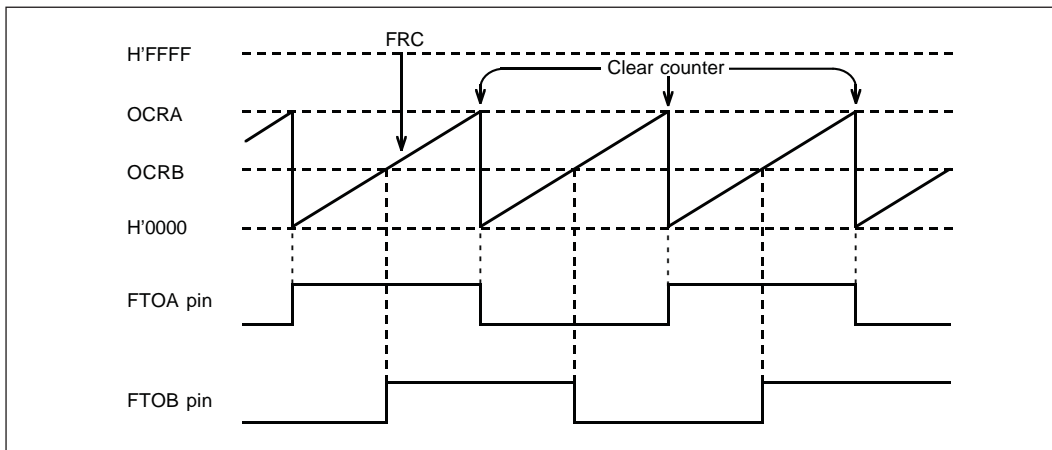 FRC
H'FFFF
Clear counter
OCRA
OCRB
H'0000
FTOA pin
FTOB pin